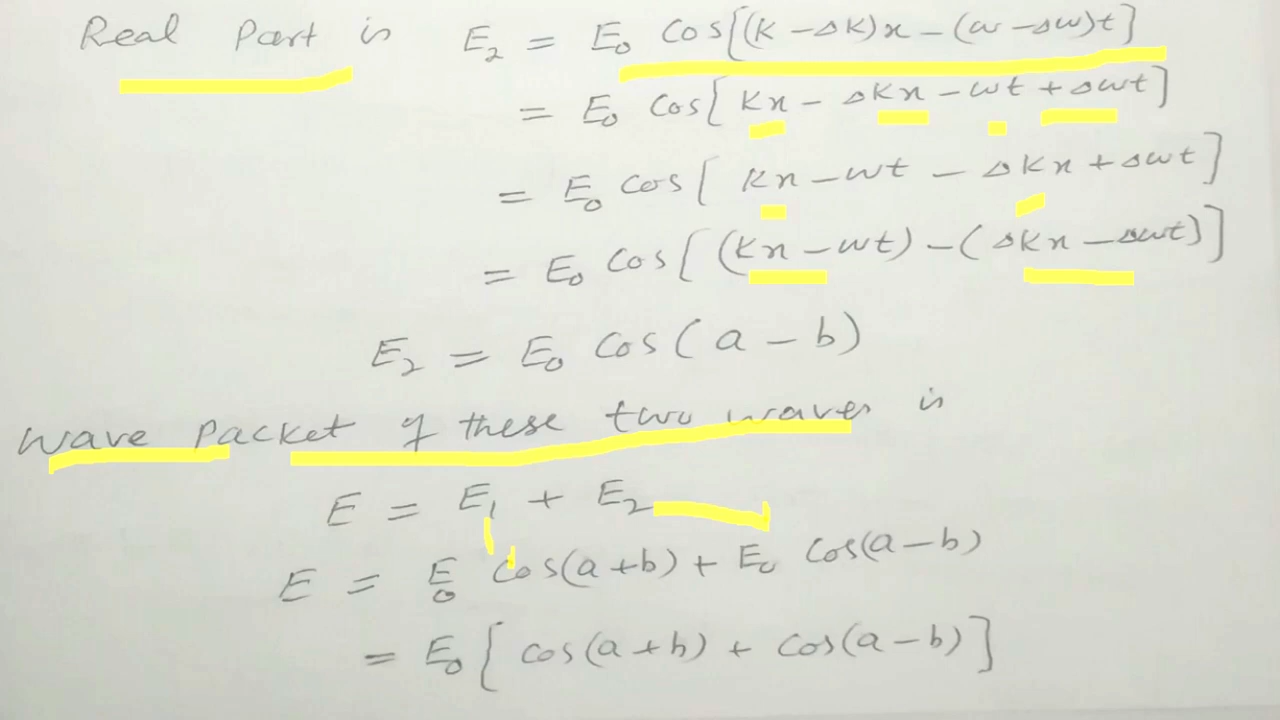 Real Part is E₂ = E₀ Cos[(K - ΔK)x - (ω - Δω)t]
= E₀ Cos[Kx - ΔKx - ωt + Δωt]
= E₀ Cos[Kx - ωt - ΔKx + Δωt]
= E₀ Cos[(Kx - ωt) - (ΔKx - Δωt)]
E₂ = E₀ Cos(a - b)
Wave Packet of these two waves is
E = E₁ + E₂
E = E₀ Cos(a + b) + E₀ Cos(a - b)
= E₀[cos(a + b) + cos(a - b)]